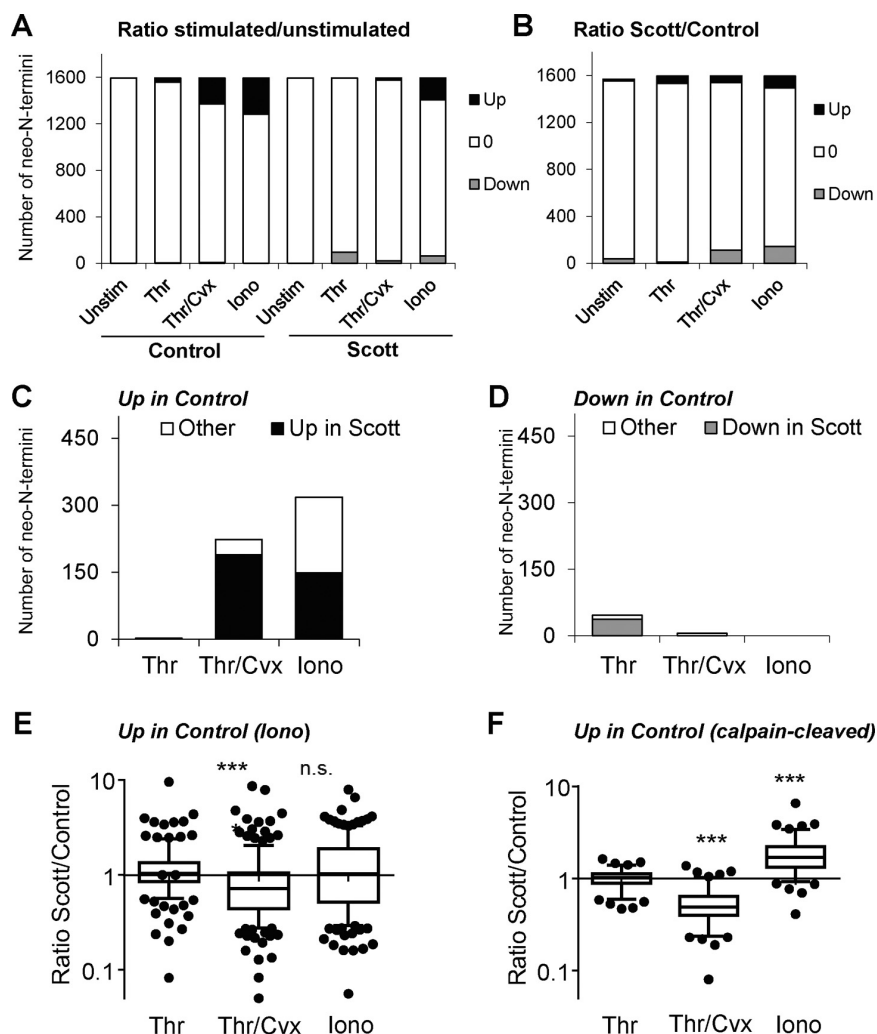 A
Ratio stimulated/unstimulated
Number of neo-N-termini
1600
1200
800
400
0
Up
0
Down
Unstim
Thr
Thr/Cvx
Iono
Unstim
Thr
Thr/Cvx
Iono
Control
Scott
B
Ratio Scott/Control
1600
1200
800
400
0
Up
0
Down
Unstim
Thr
Thr/Cvx
Iono
C
Up in Control
Other
Up in Scott
Number of neo-N-termini
450
300
150
0
Thr
Thr/Cvx
Iono
D
Down in Control
Other
Down in Scott
Number of neo-N-termini
450
300
150
0
Thr
Thr/Cvx
Iono
E
Up in Control (Iono)
Ratio Scott/Control
10
1
0.1
***
*
n.s.
Thr
Thr/Cvx
Iono
F
Up in Control (calpain-cleaved)
Ratio Scott/Control
10
1
0.1
***
***
Thr
Thr/Cvx
Iono